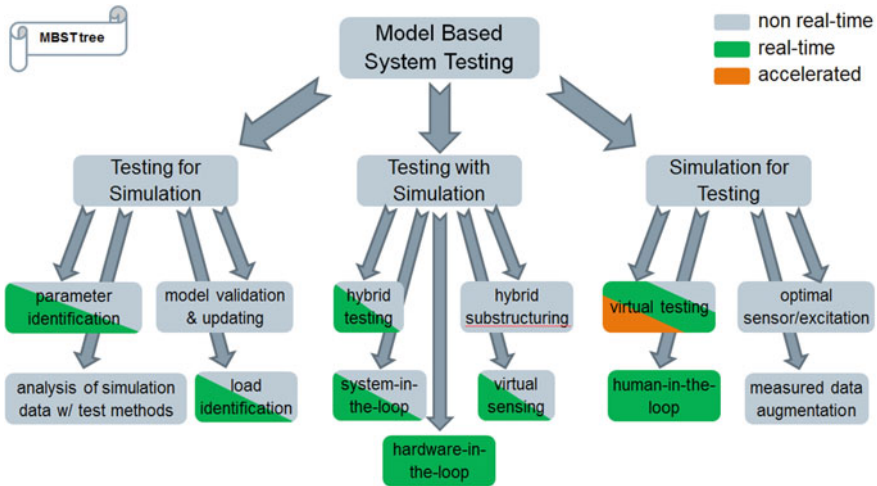 MBSTtree
Model Based
System Testing
non real-time
real-time
accelerated
Testing for
Simulation
Testing with
Simulation
Simulation for
Testing
parameter
identification
model validation
& updating
hybrid
testing
hybrid
substructuring
virtual testing
optimal
sensor/excitation
analysis of simulation
data w/ test methods
load
identification
system-in-
the-loop
virtual
sensing
human-in-the-
loop
measured data
augmentation
hardware-in-
the-loop